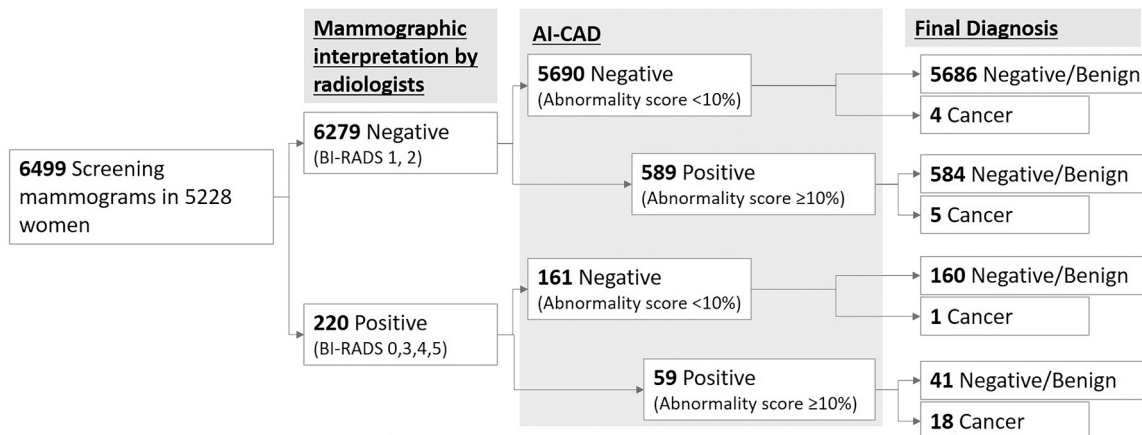 6499 Screening
mammograms in 5228
women
Mammographic
interpretation by
radiologists
6279 Negative
(BI-RADS 1, 2)
220 Positive
(BI-RADS 0,3,4,5)
AI-CAD
5690 Negative
(Abnormality score <10%)
589 Positive
(Abnormality score ≥10%)
161 Negative
(Abnormality score <10%)
59 Positive
(Abnormality score ≥10%)
Final Diagnosis
5686 Negative/Benign
4 Cancer
584 Negative/Benign
5 Cancer
160 Negative/Benign
1 Cancer
41 Negative/Benign
18 Cancer